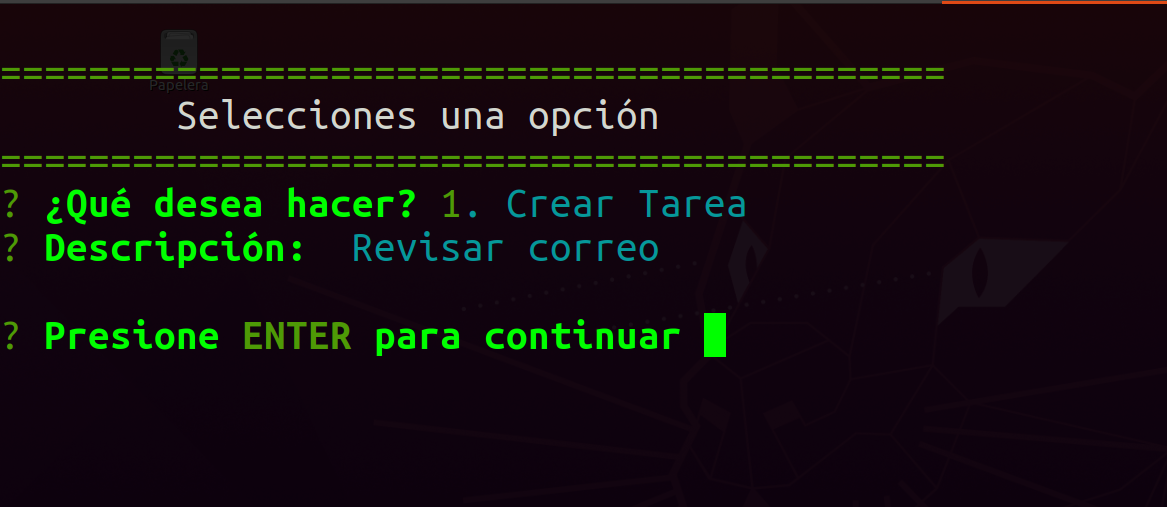 Papelera
===========================================
Selecciones una opción
===========================================
? ¿Qué desea hacer? 1. Crear Tarea
? Descripción:  Revisar correo
? Presione ENTER para continuar